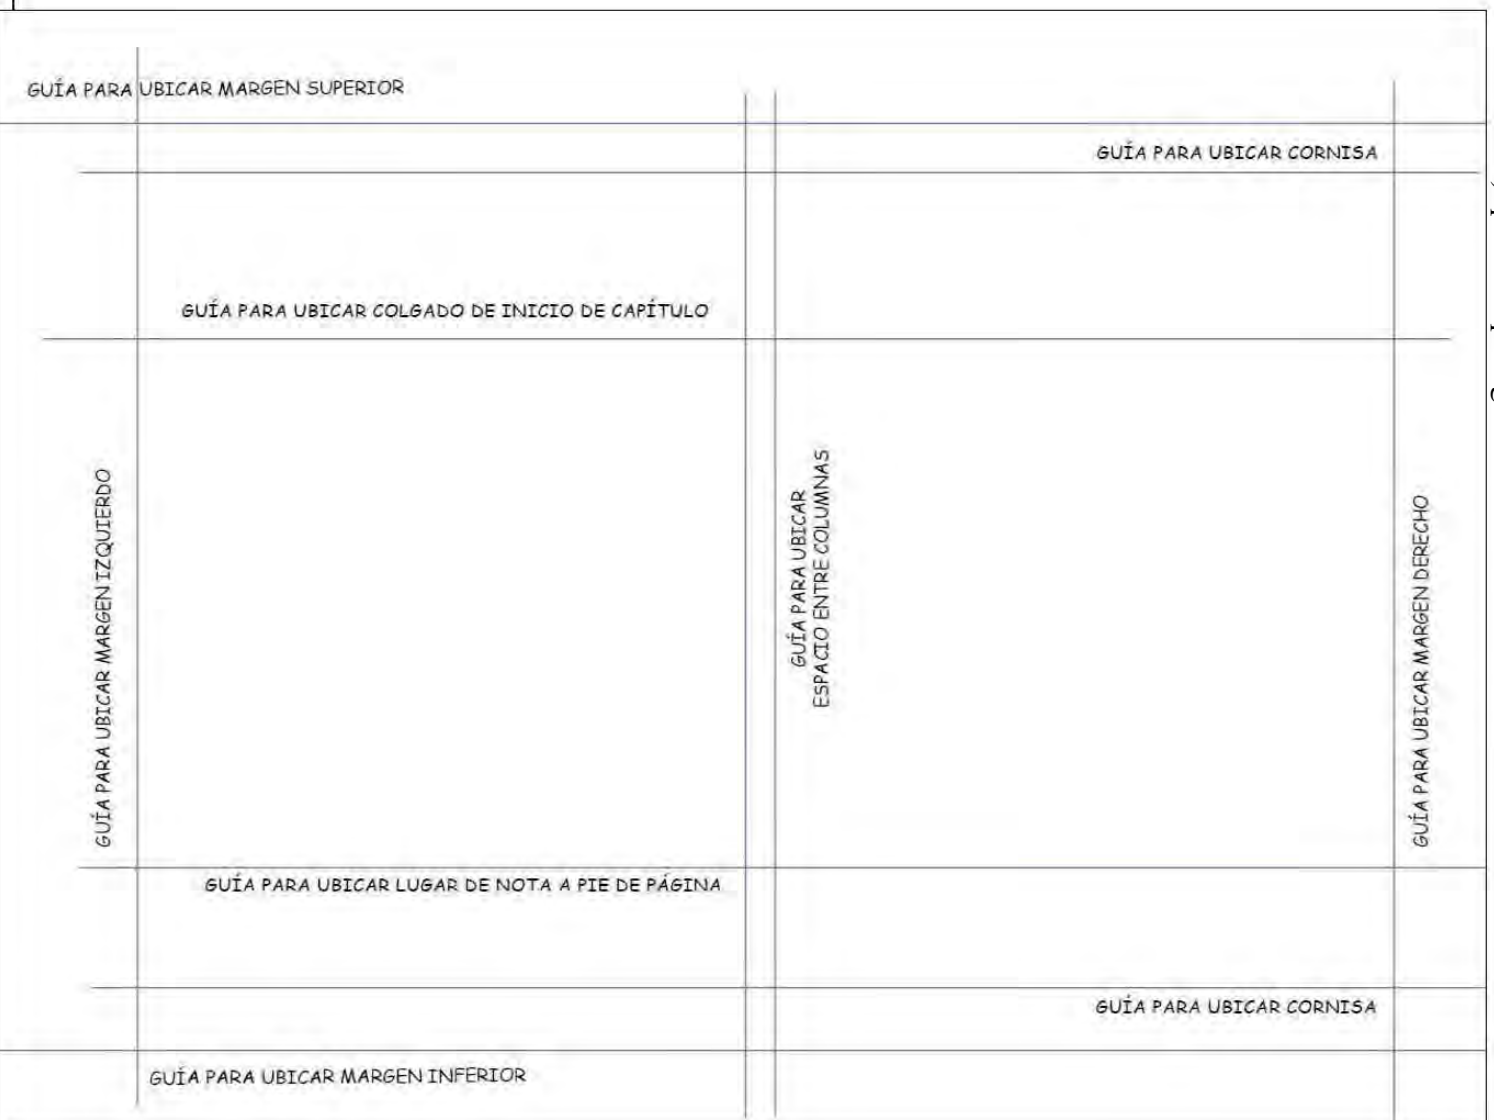 GUÍA PARA UBICAR MARGEN SUPERIOR
GUÍA PARA UBICAR CORNISA
GUÍA PARA UBICAR COLGADO DE INICIO DE CAPÍTULO
GUÍA PARA UBICAR MARGEN IZQUIERDO
GUÍA PARA UBICAR
ESPACIO ENTRE COLUMNAS
GUÍA PARA UBICAR MARGEN DERECHO
GUÍA PARA UBICAR LUGAR DE NOTA A PIE DE PÁGINA
GUÍA PARA UBICAR CORNISA
GUÍA PARA UBICAR MARGEN INFERIOR